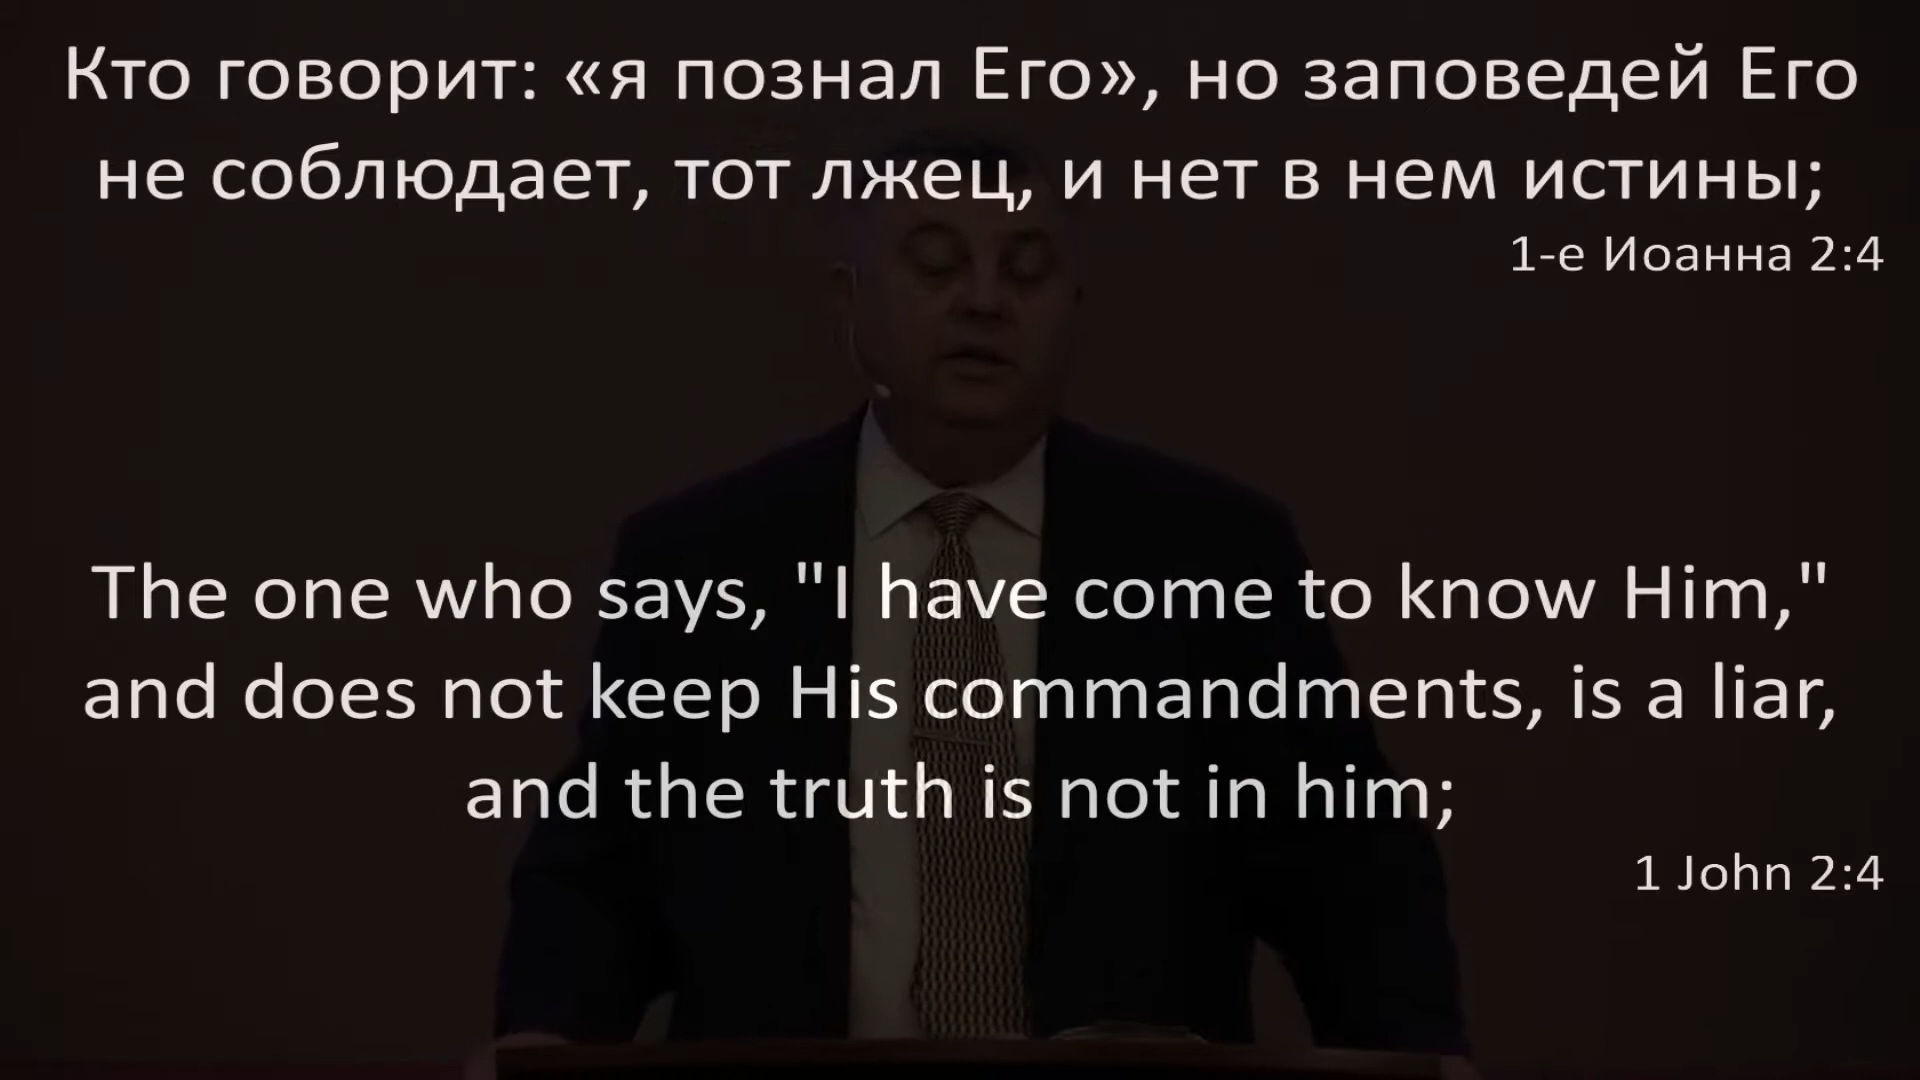 Кто говорит: «я познал Его», но заповедей Его
не соблюдает, тот лжец, и нет в нем истины;
1-е Иоанна 2:4
The one who says, "I have come to know Him,"
and does not keep His commandments, is a liar,
and the truth is not in him;
1 John 2:4